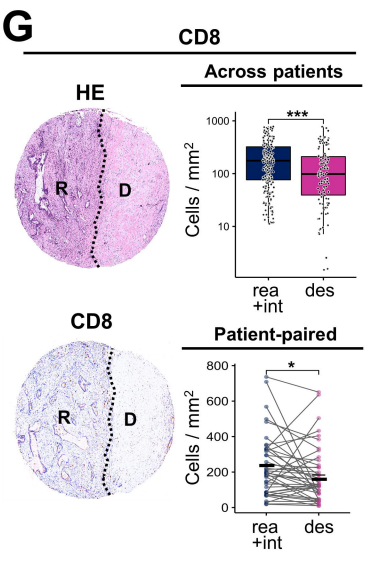 G
CD8
HE
R
D
Across patients
***
1000
100
10
Cells / mm²
rea
+int
des
CD8
R
D
Patient-paired
*
800
600
400
200
0
Cells / mm²
rea
+int
des